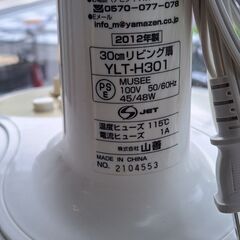 0570-077-078
●Eメール
info_m@yamazen.co.jp
2012年製
30cmリビング扇
YLT-H301
MUSEE
PS E
100V 50/60Hz
45/48W
S JET
温度ヒューズ 115℃
電流ヒューズ 1A
株式会社 山善
MADE IN CHINA
NO. 2104553